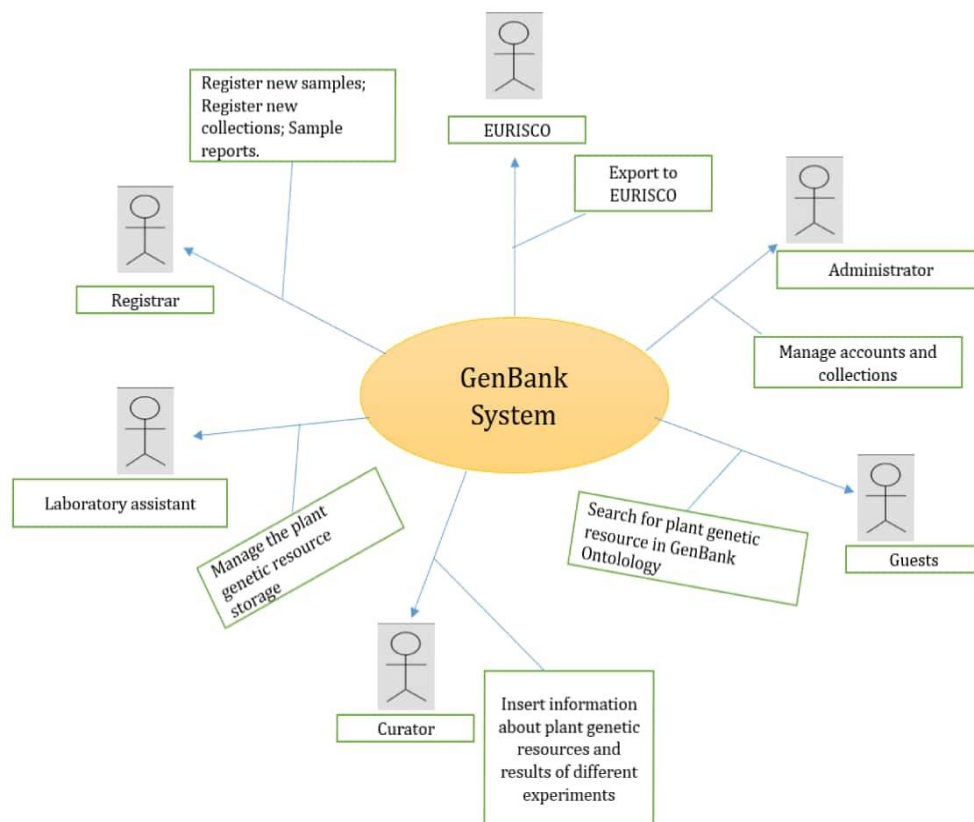 Register new samples;
Register new
collections; Sample
reports.
EURISCO
Export to
EURISCO
Administrator
Registrar
Manage accounts and
collections
GenBank
System
Laboratory assistant
Manage the plant
genetic resource
storage
Search for plant genetic
resource in GenBank
Ontolology
Guests
Curator
Insert information
about plant genetic
resources and
results of different
experiments